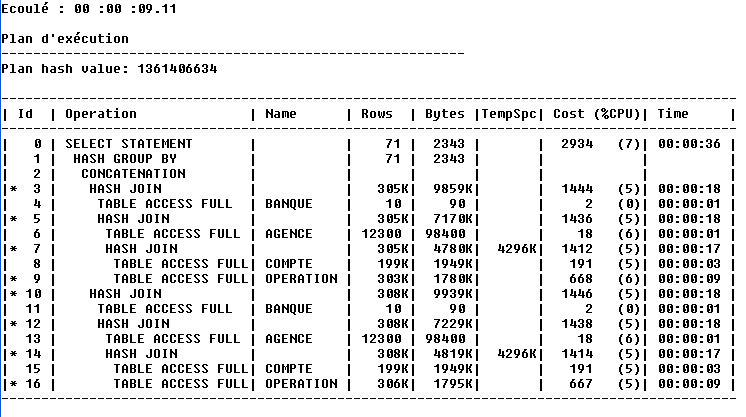 Ecoulé : 00 :00 :09.11
Plan d'exécution
----------------------------------------------------------
Plan hash value: 1361406634
--------------------------------------------------------------------------------------------
| Id | Operation | Name | Rows | Bytes |TempSpc| Cost (%CPU)| Time |
--------------------------------------------------------------------------------------------
| 0 | SELECT STATEMENT | | 71 | 2343 | | 2934 (7)| 00:00:36 |
| 1 | HASH GROUP BY | | 71 | 2343 | | | |
| 2 | CONCATENATION | | | | | | |
|* 3 | HASH JOIN | | 305K| 9859K| | 1444 (5)| 00:00:18 |
| 4 | TABLE ACCESS FULL | BANQUE | 10 | 90 | | 2 (0)| 00:00:01 |
|* 5 | HASH JOIN | | 305K| 7170K| | 1436 (5)| 00:00:18 |
| 6 | TABLE ACCESS FULL | AGENCE | 12300 | 98400 | | 18 (6)| 00:00:01 |
|* 7 | HASH JOIN | | 305K| 4780K| 4296K| 1412 (5)| 00:00:17 |
| 8 | TABLE ACCESS FULL| COMPTE | 199K| 1949K| | 191 (5)| 00:00:03 |
|* 9 | TABLE ACCESS FULL| OPERATION | 303K| 1780K| | 668 (6)| 00:00:09 |
|* 10 | HASH JOIN | | 308K| 9939K| | 1446 (5)| 00:00:18 |
| 11 | TABLE ACCESS FULL | BANQUE | 10 | 90 | | 2 (0)| 00:00:01 |
|* 12 | HASH JOIN | | 308K| 7229K| | 1438 (5)| 00:00:18 |
| 13 | TABLE ACCESS FULL | AGENCE | 12300 | 98400 | | 18 (6)| 00:00:01 |
|* 14 | HASH JOIN | | 308K| 4819K| 4296K| 1414 (5)| 00:00:17 |
| 15 | TABLE ACCESS FULL| COMPTE | 199K| 1949K| | 191 (5)| 00:00:03 |
|* 16 | TABLE ACCESS FULL| OPERATION | 306K| 1795K| | 667 (5)| 00:00:09 |
--------------------------------------------------------------------------------------------